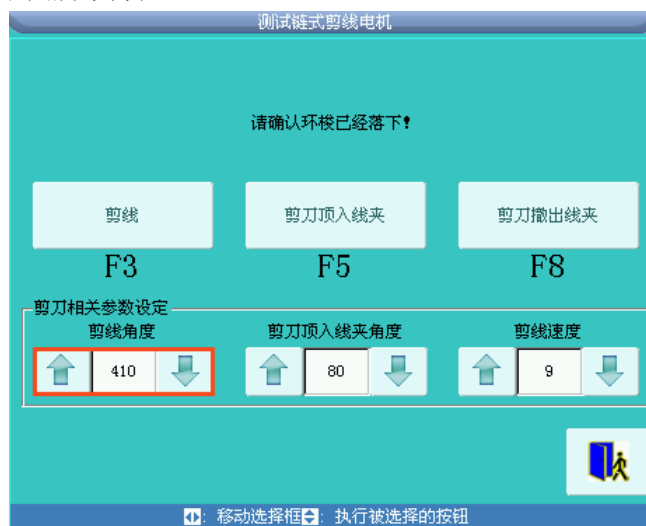 测试链式剪线电机
请确认环梭已经落下!
剪线 剪刀顶入线夹 剪刀撤出线夹
F3 F5 F8
剪刀相关参数设定
剪线角度 剪刀顶入线夹角度 剪线速度
410 80 9
: 移动选择框 : 执行被选择的按钮